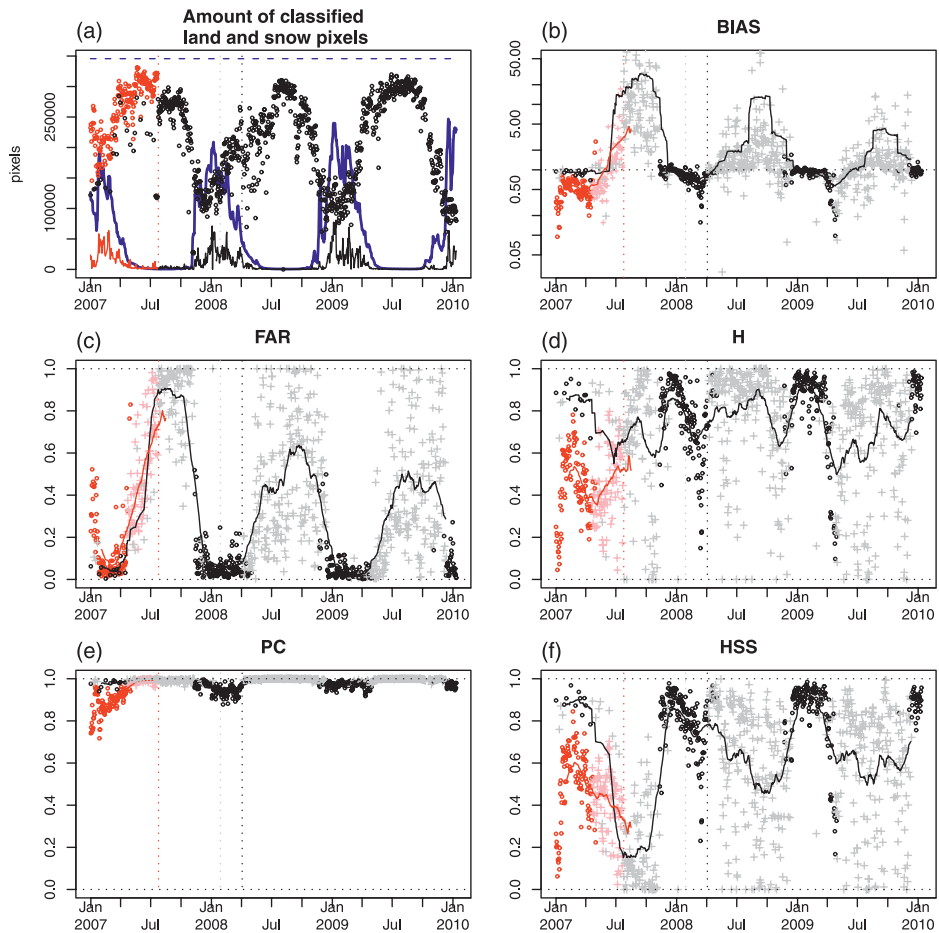 (a)
Amount of classified
land and snow pixels
pixels
0
100000
250000
Jan
2007
Jul
Jan
2008
Jul
Jan
2009
Jul
Jan
2010
(b)
BIAS
0.05
0.50
5.00
50.00
Jan
2007
Jul
Jan
2008
Jul
Jan
2009
Jul
Jan
2010
(c)
FAR
0.0
0.2
0.4
0.6
0.8
1.0
Jan
2007
Jul
Jan
2008
Jul
Jan
2009
Jul
Jan
2010
(d)
H
0.0
0.2
0.4
0.6
0.8
1.0
Jan
2007
Jul
Jan
2008
Jul
Jan
2009
Jul
Jan
2010
(e)
PC
0.0
0.2
0.4
0.6
0.8
1.0
Jan
2007
Jul
Jan
2008
Jul
Jan
2009
Jul
Jan
2010
(f)
HSS
0.0
0.2
0.4
0.6
0.8
1.0
Jan
2007
Jul
Jan
2008
Jul
Jan
2009
Jul
Jan
2010